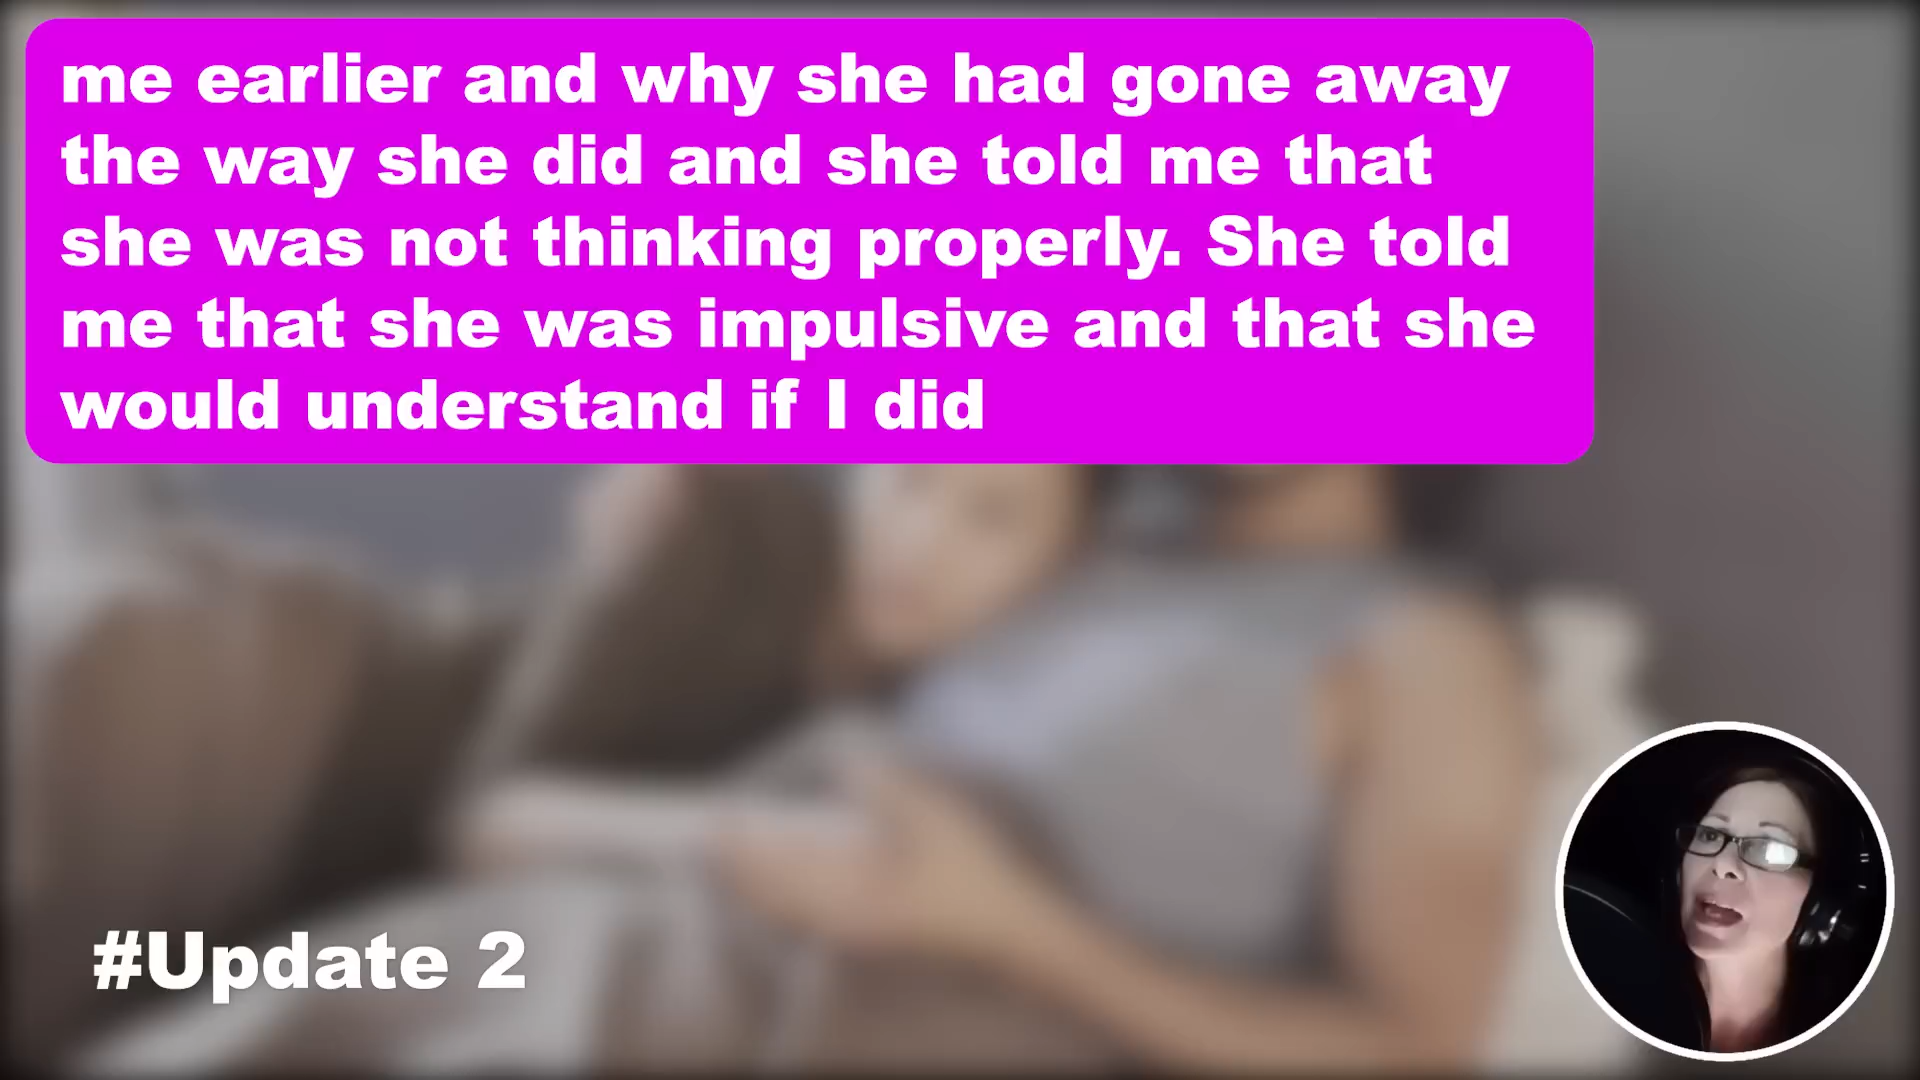 me earlier and why she had gone away
the way she did and she told me that
she was not thinking properly. She told
me that she was impulsive and that she
would understand if I did
#Update 2